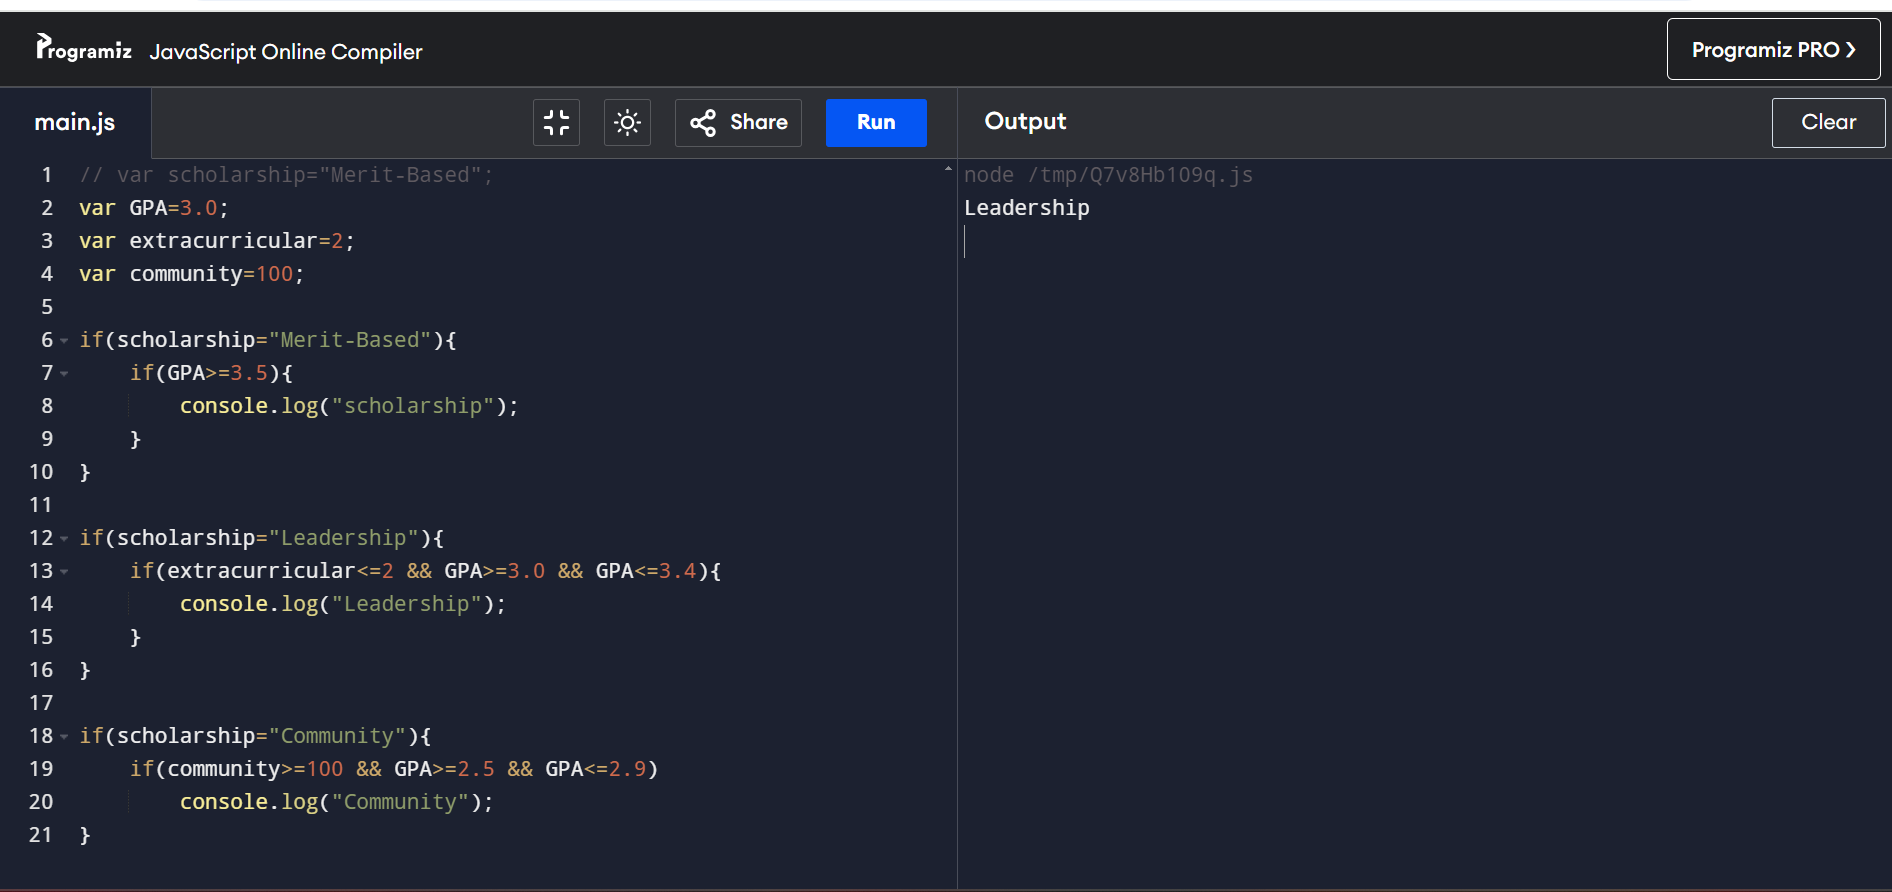 Programiz JavaScript Online Compiler
Programiz PRO ❯
main.js
Share
Run
Output
Clear
1 // var scholarship="Merit-Based";
2 var GPA=3.0;
3 var extracurricular=2;
4 var community=100;
5
6 if(scholarship="Merit-Based"){
7     if(GPA>=3.5){
8         console.log("scholarship");
9     }
10 }
11
12 if(scholarship="Leadership"){
13     if(extracurricular<=2 && GPA>=3.0 && GPA<=3.4){
14         console.log("Leadership");
15     }
16 }
17
18 if(scholarship="Community"){
19     if(community>=100 && GPA>=2.5 && GPA<=2.9)
20         console.log("Community");
21 }
node /tmp/Q7v8Hb1O9q.js
Leadership